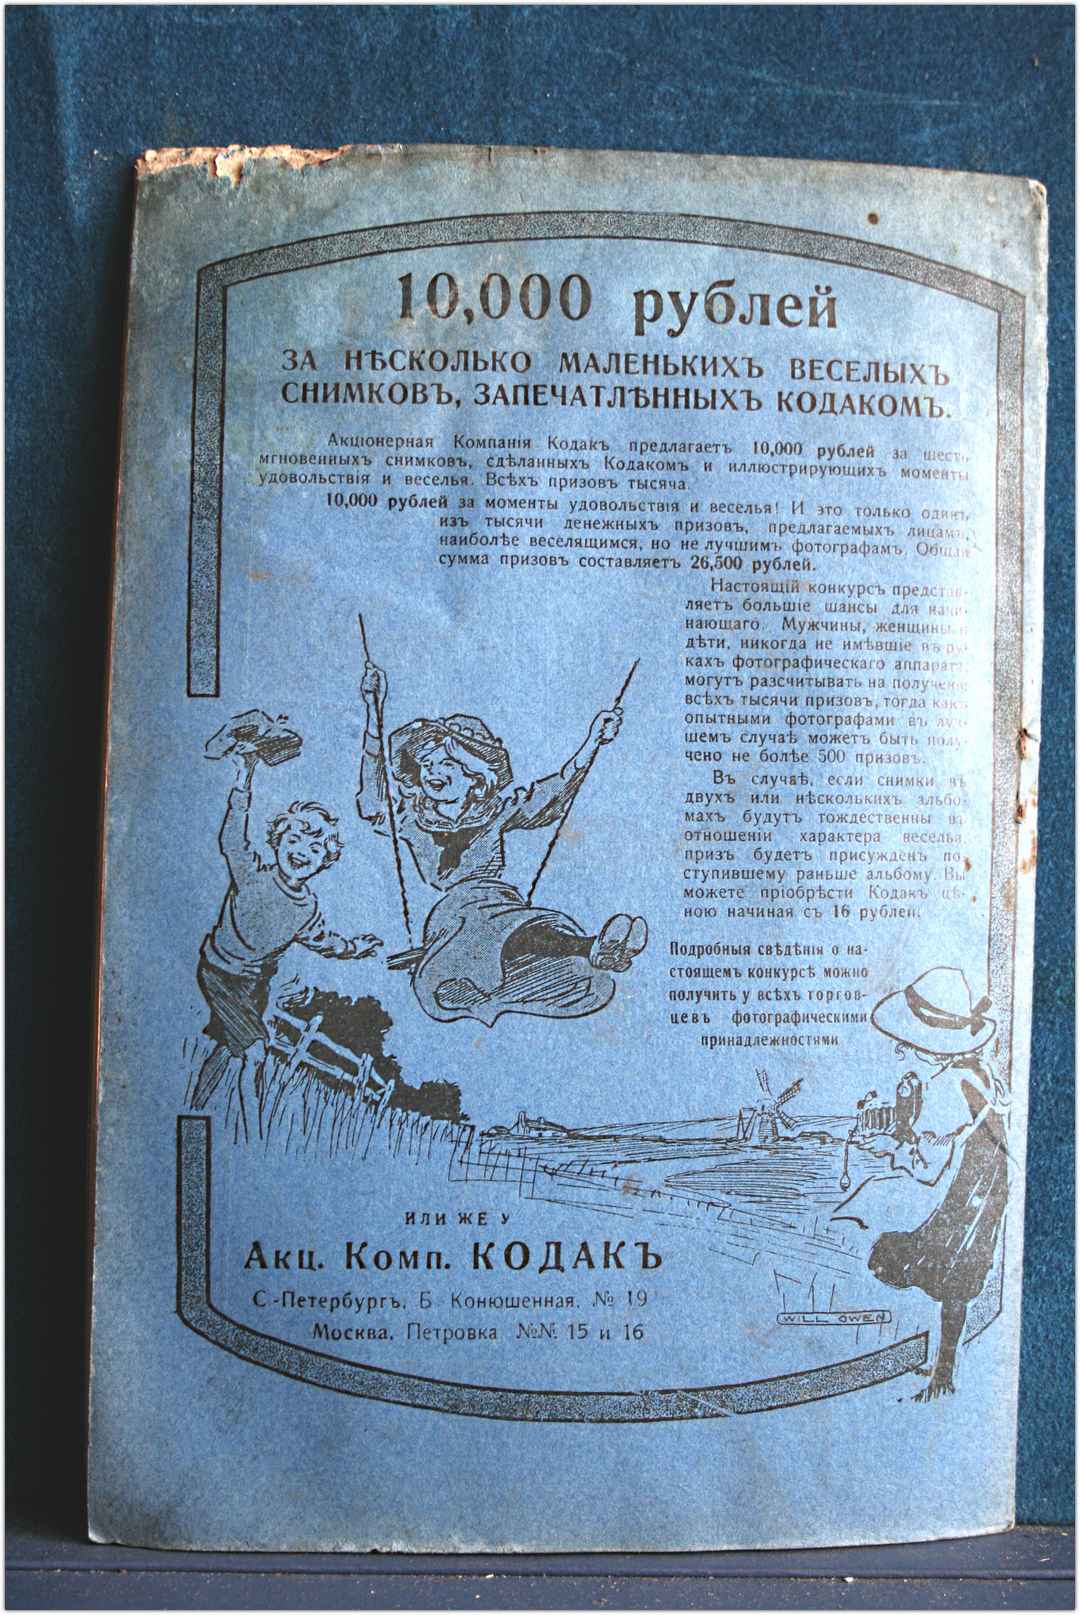 10,000 рублей
ЗА НѢСКОЛЬКО МАЛЕНЬКИХЪ ВЕСЕЛЫХЪ
СНИМКОВЪ, ЗАПЕЧАТЛѢННЫХЪ КОДАКОМЪ.
Акціонерная Компанія Кодакъ предлагаетъ 10,000 рублей за шесть
мгновенныхъ снимковъ, сдѣланныхъ Кодакомъ и иллюстрирующихъ моменты
удовольствія и веселья. Всѣхъ призовъ тысяча.
10,000 рублей за моменты удовольствія и веселья! И это только одинъ
изъ тысячи денежныхъ призовъ, предлагаемыхъ лицамъ,
наиболѣе веселящимся, но не лучшимъ фотографамъ. Общая
сумма призовъ составляетъ 26,500 рублей.
Настоящій конкурсъ представ-
ляетъ большіе шансы для начи-
нающаго. Мужчины, женщины и
дѣти, никогда не имѣвшіе въ ру-
кахъ фотографическаго аппарата,
могутъ разсчитывать на полученіе
всѣхъ тысячи призовъ, тогда какъ
опытными фотографами въ луч-
шемъ случаѣ можетъ быть полу-
чено не болѣе 500 призовъ.
Въ случаѣ, если снимки въ
двухъ или нѣсколькихъ альбо-
махъ будутъ тождественны въ
отношеніи характера веселья,
призъ будетъ присужденъ по-
ступившему раньше альбому. Вы
можете пріобрѣсти Кодакъ цѣ-
ною начиная съ 16 рублей.
Подробныя свѣдѣнія о на-
стоящемъ конкурсѣ можно
получить у всѣхъ торгов-
цевъ фотографическими
принадлежностями
ИЛИ ЖЕ У
Акц. Комп. КОДАКЪ
С.-Петербургъ, Б. Конюшенная, № 19
Москва, Петровка №№ 15 и 16
WILL OWEN